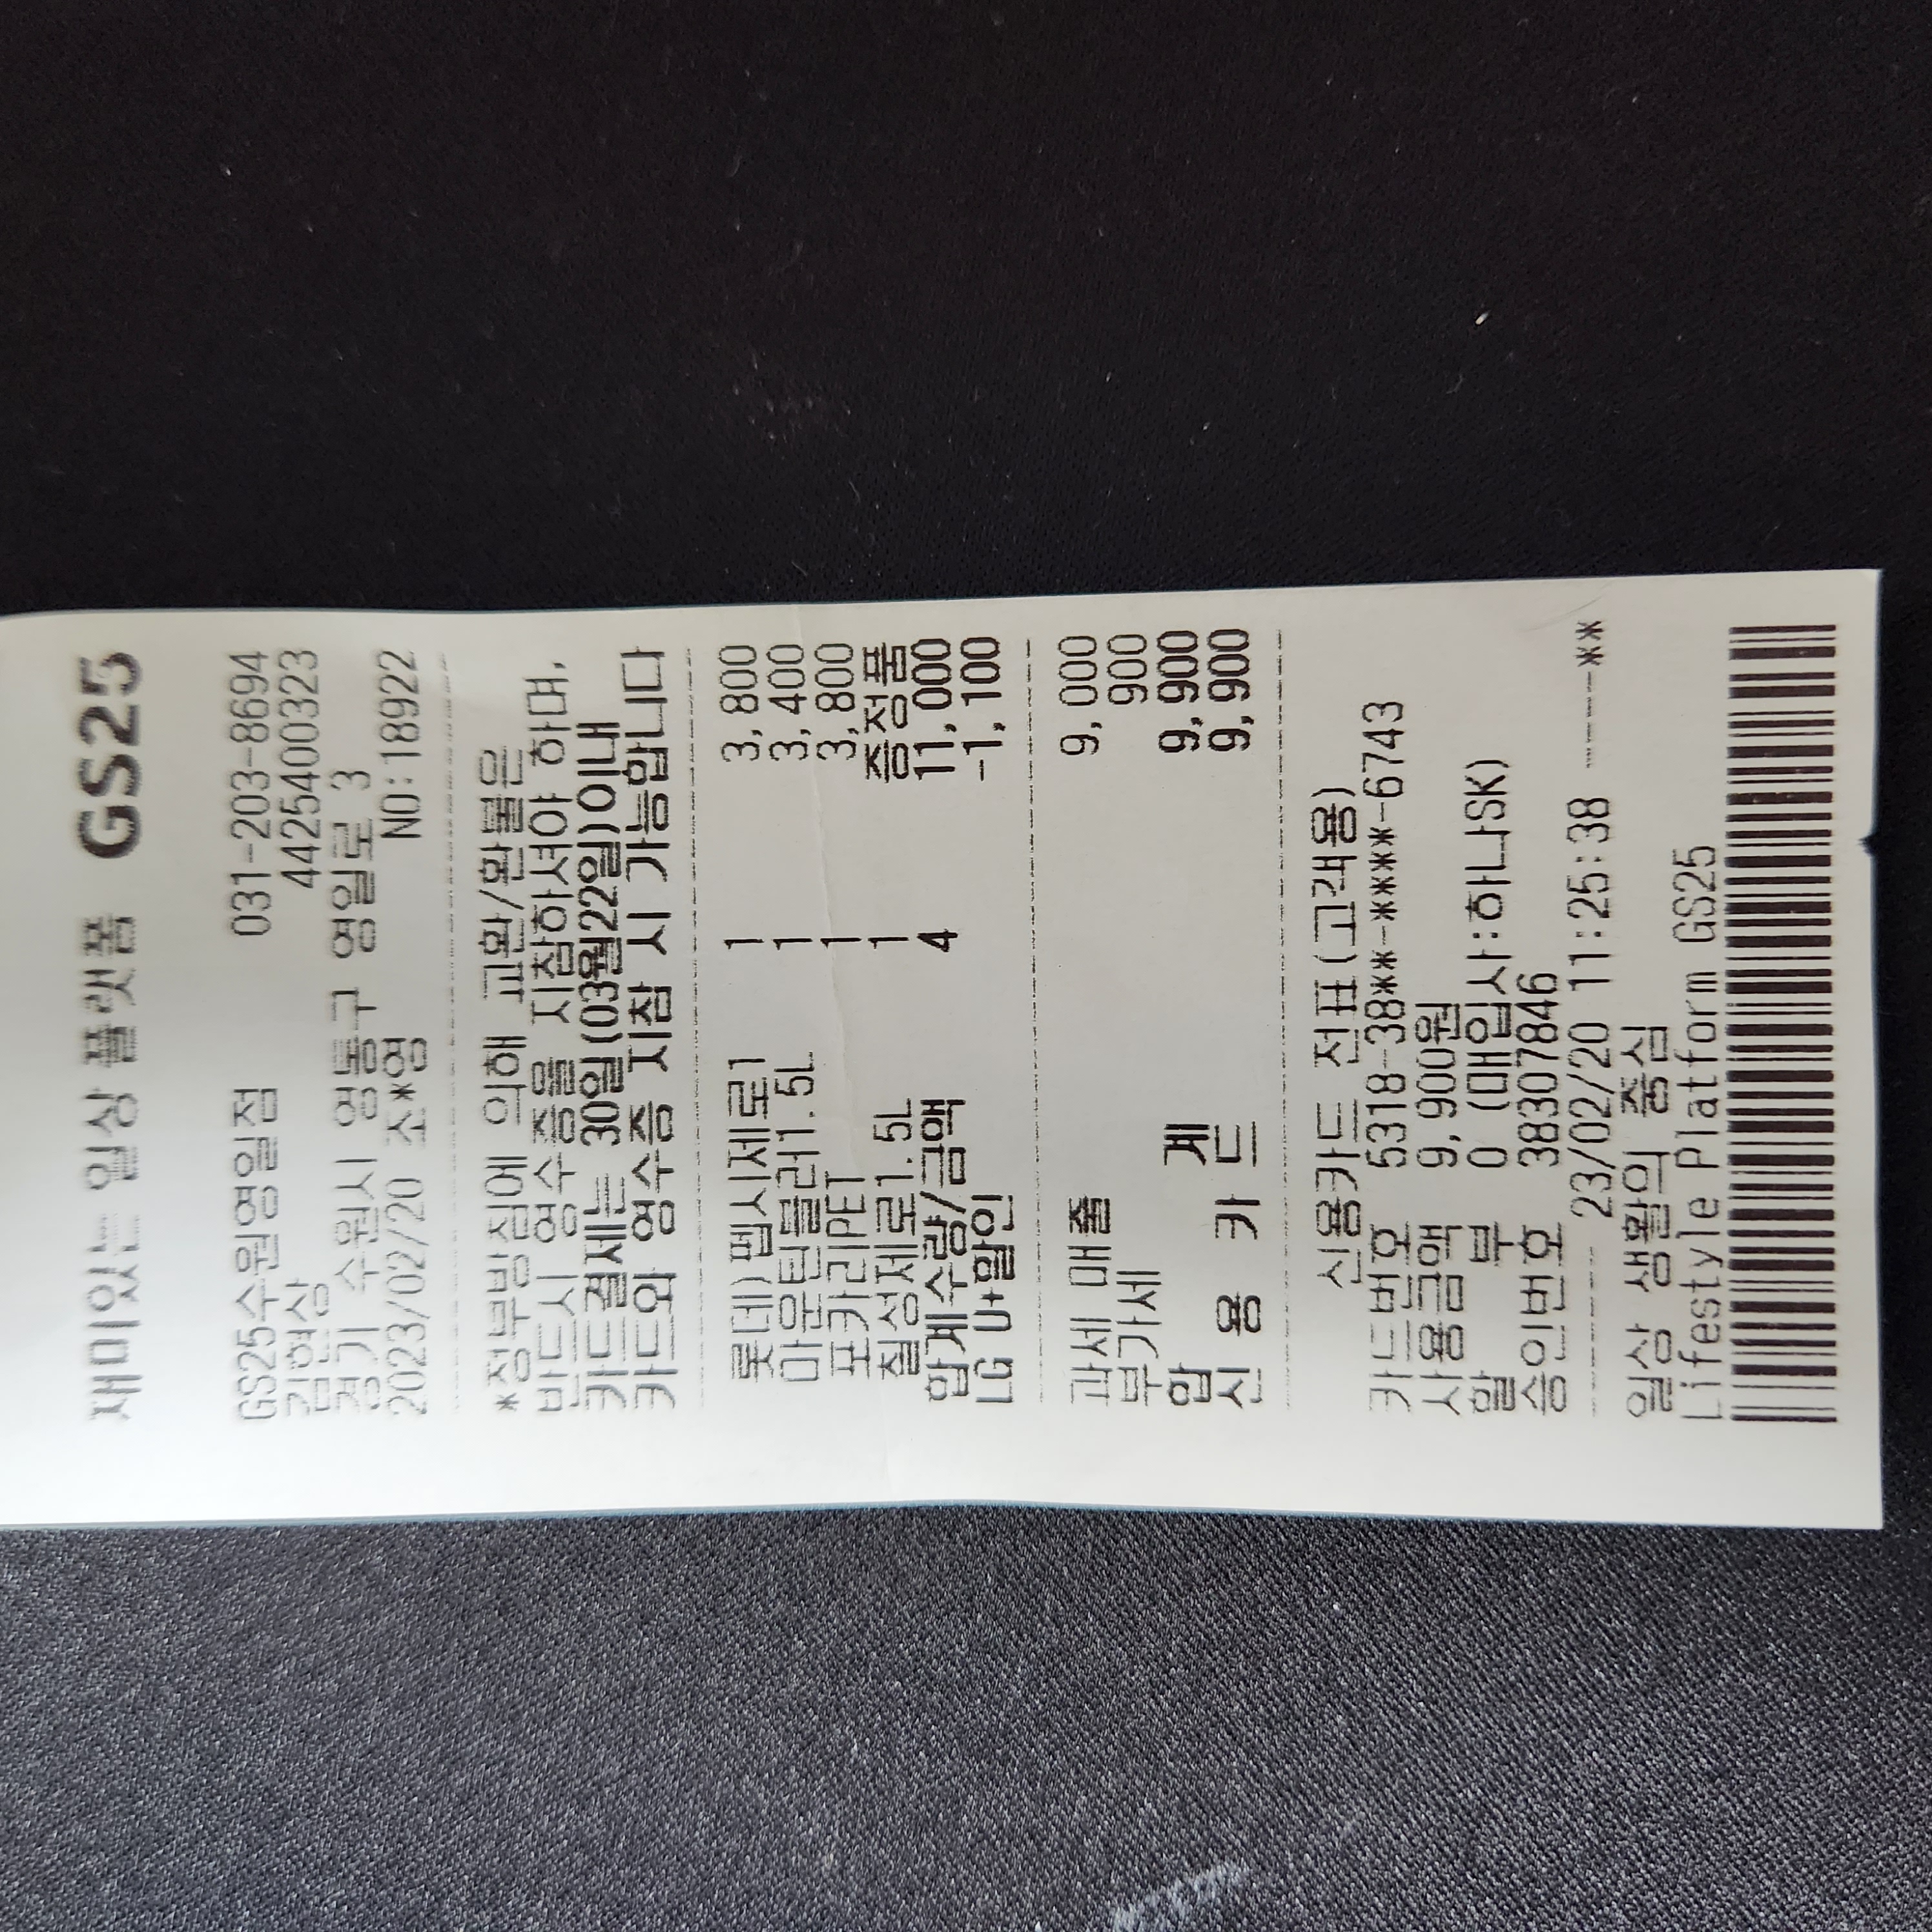 재미있는 일상 플랫폼 GS25
GS25수원영일점 031-203-8694
김현상 4425400323
경기 수원시 영통구 영일로 3
2023/02/20 조*영 NO:18922
*정부방침에 의해 교환/환불은
반드시 영수증을 지참하셔야 하며,
카드결제는 30일(03월22일)이내
카드와 영수증 지참 시 가능합니다
롯데)펩시제로1 1 3,800
마운틴블러1.5L 1 3,400
포카리PET 1 3,800
칠성제로1.5L 1 증정품
합계수량/금액 4 11,000
LG U+할인 -1,100
과세 매출 9,000
부가세 900
합 계 9,900
신 용 카 드 9,900
신용카드 전표(고객용)
카드번호 5318-38**-****-6743
사용금액 9,900원
할 부 0 (매입사:하나SK)
승인번호 38307846
------- 23/02/20 11:25:38 ----**
일상 생활의 중심
Lifestyle Platform GS25